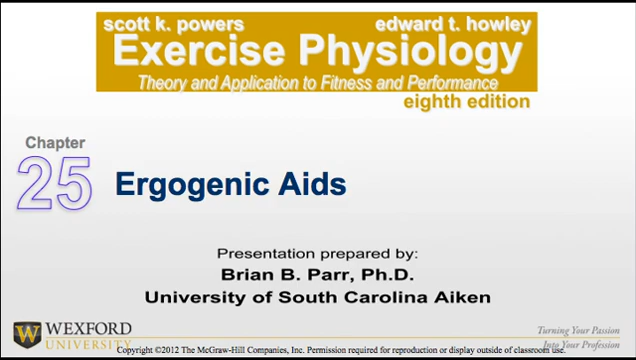 scott k. powers edward t. howley
Exercise Physiology
Theory and Application to Fitness and Performance
eighth edition
Chapter
25 Ergogenic Aids
Presentation prepared by:
Brian B. Parr, Ph.D.
University of South Carolina Aiken
WEXFORD
UNIVERSITY
Turning Your Passion
Into Your Profession
Copyright ©2012 The McGraw-Hill Companies, Inc. Permission required for reproduction or display outside of classroom use.